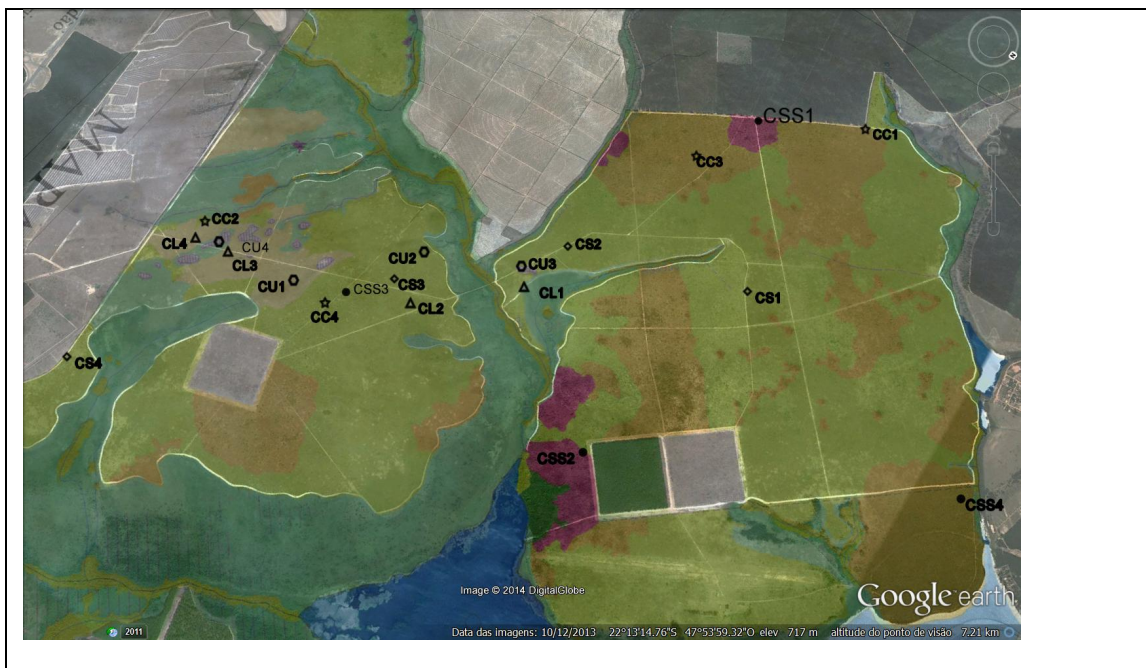 CSS1
CC1
CC3
CC2
CL4
CU4
CL3
CS2
CU2
CU3
CU1
CS3
CSS3
CL1
CS1
CC4
CL2
CS4
CSS2
CSS4
Image © 2014 DigitalGlobe
Google earth
2011
Data das imagens: 10/12/2013 22°13'14.76"S 47°53'59.32"O elev 717 m altitude do ponto de visão 7.21 km